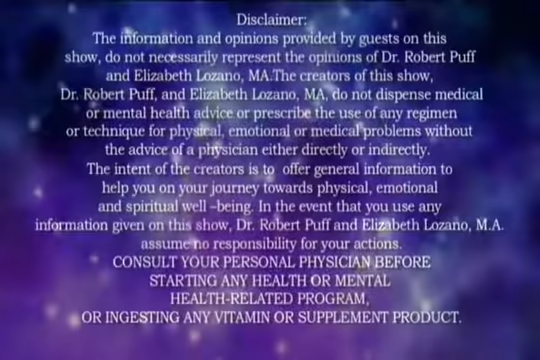 Disclaimer:
The information and opinions provided by guests on this
show, do not necessarily represent the opinions of Dr. Robert Puff
and Elizabeth Lozano, MA.The creators of this show,
Dr. Robert Puff, and Elizabeth Lozano, MA, do not dispense medical
or mental health advice or prescribe the use of any regimen
or technique for physical, emotional or medical problems without
the advice of a physician either directly or indirectly.
The intent of the creators is to  offer general information to
help you on your journey towards physical, emotional
and spiritual well –being. In the event that you use any
information given on this show, Dr. Robert Puff and Elizabeth Lozano, M.A.
assume no responsibility for your actions.
CONSULT YOUR PERSONAL PHYSICIAN BEFORE
STARTING ANY HEALTH OR MENTAL
HEALTH-RELATED PROGRAM,
OR INGESTING ANY VITAMIN OR SUPPLEMENT PRODUCT.